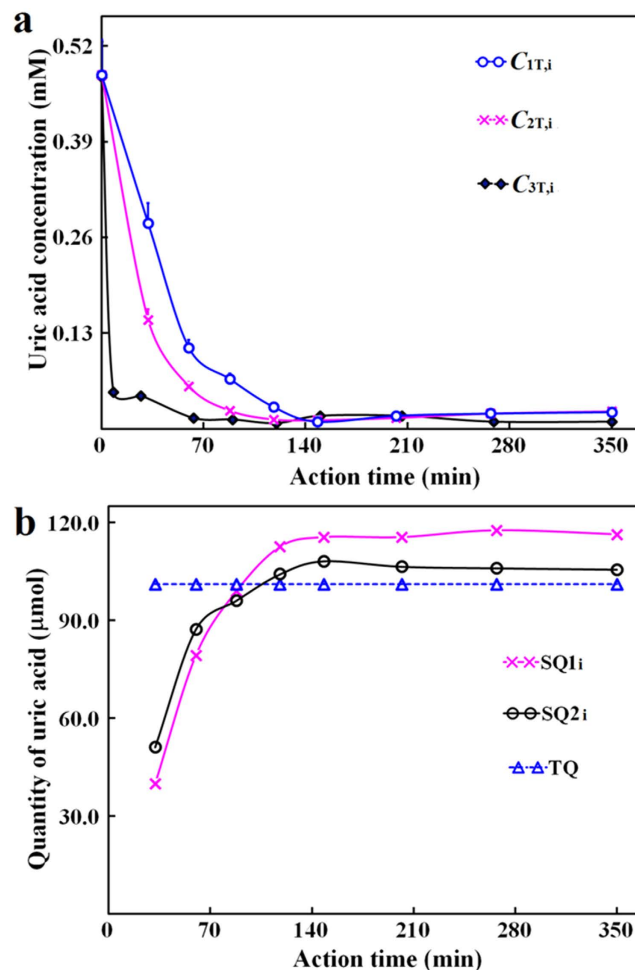 a
Uric acid concentration (mM)
0.52
0.39
0.26
0.13
C1T,i
C2T,i
C3T,i
0 70 140 210 280 350
Action time (min)
b
Quantity of uric acid (μmol)
120.0
90.0
60.0
30.0
SQ1i
SQ2i
TQ
0 70 140 210 280 350
Action time (min)